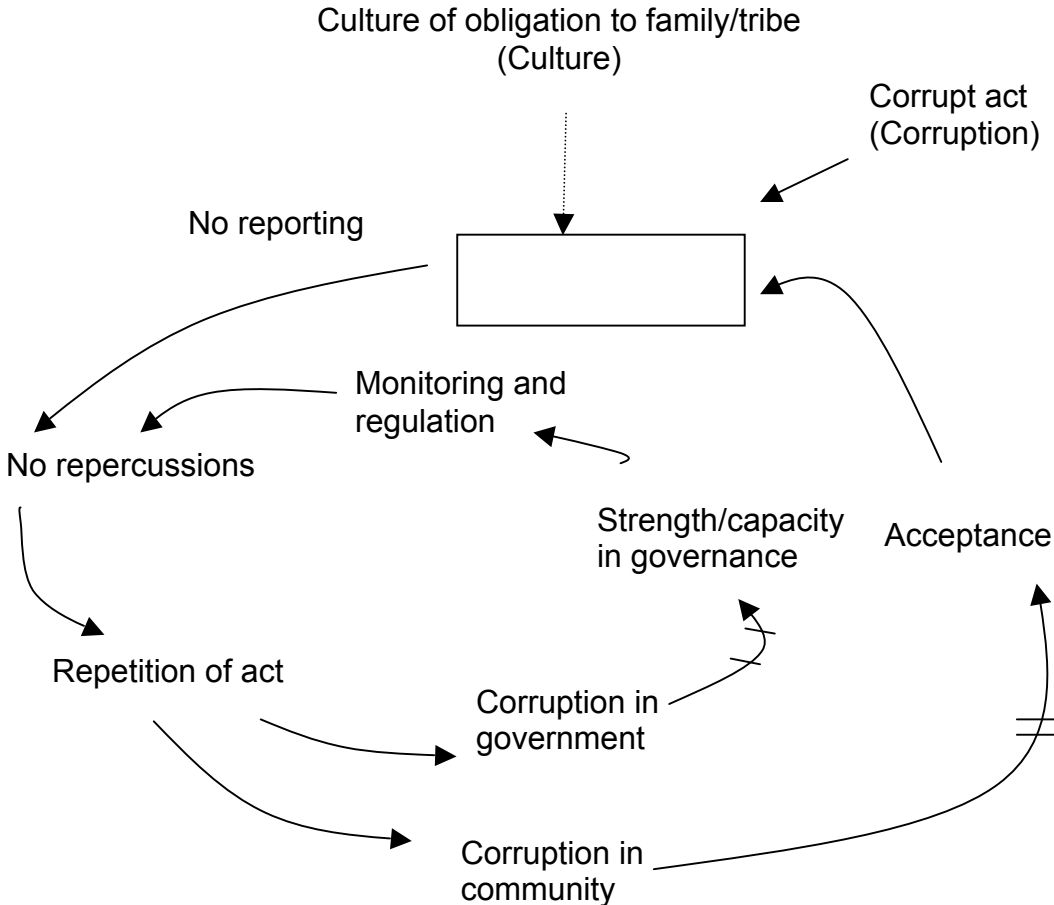 Culture of obligation to family/tribe
(Culture)
Corrupt act
(Corruption)
No reporting
Monitoring and
regulation
No repercussions
Strength/capacity
in governance
Acceptance
Repetition of act
Corruption in
government
Corruption in
community